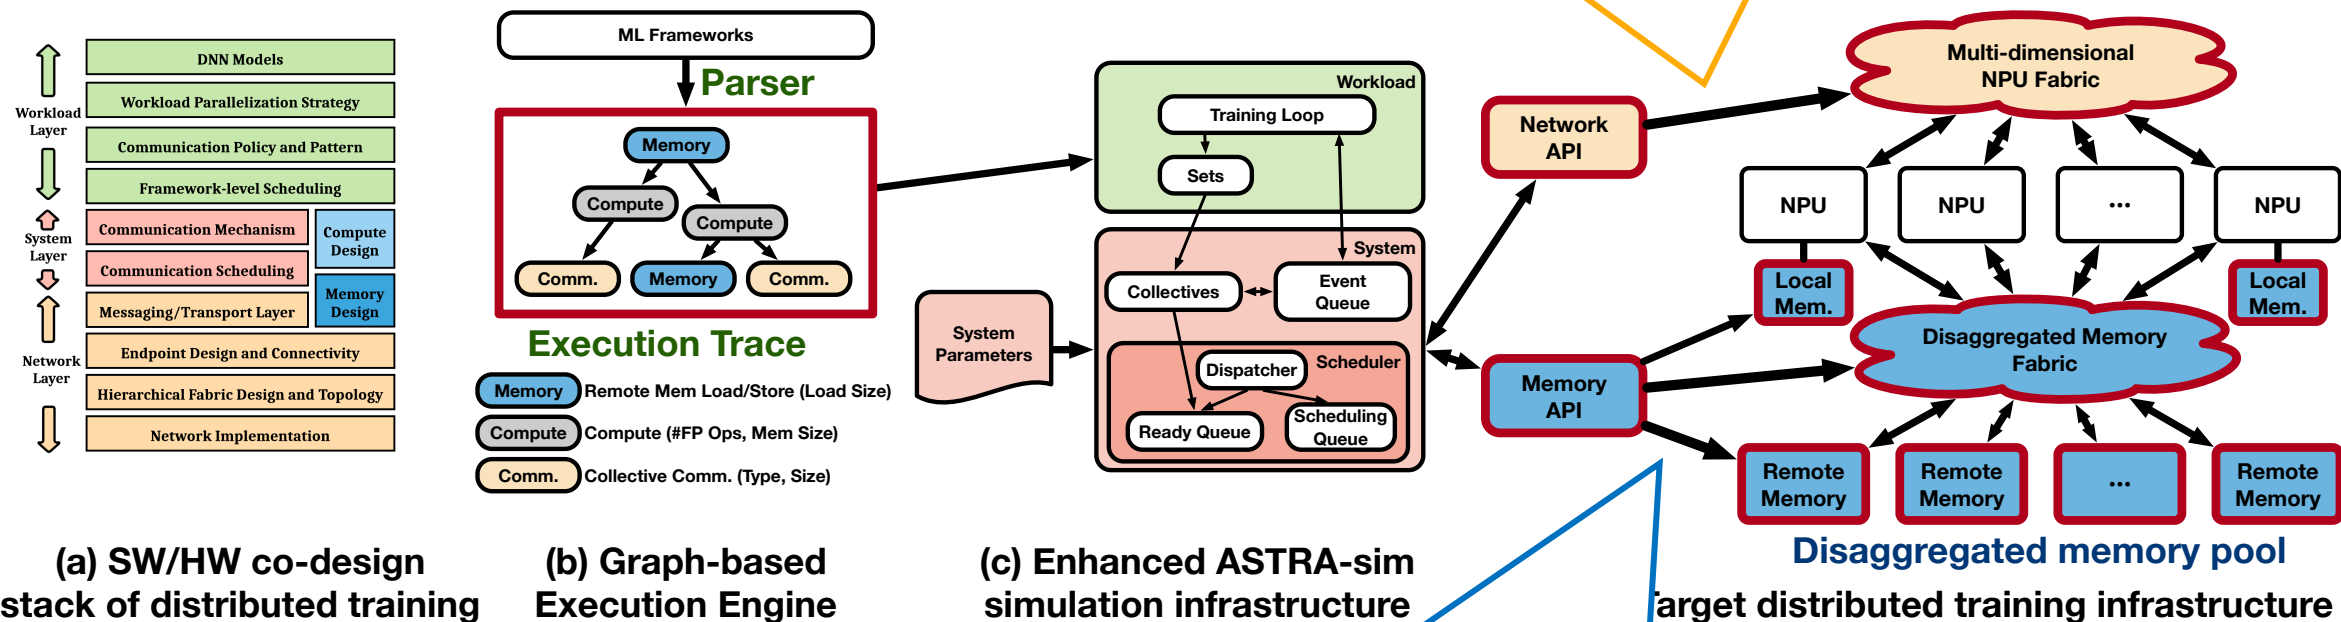 DNN Models
Workload Parallelization Strategy
Communication Policy and Pattern
Framework-level Scheduling
Communication Mechanism
Communication Scheduling
Messaging/Transport Layer
Endpoint Design and Connectivity
Hierarchical Fabric Design and Topology
Network Implementation
Compute
Design
Memory
Design
Workload
Layer
System
Layer
Network
Layer
(a) SW/HW co-design
stack of distributed training
ML Frameworks
Parser
Memory
Compute
Compute
Comm.
Memory
Comm.
Execution Trace
Memory Remote Mem Load/Store (Load Size)
Compute Compute (#FP Ops, Mem Size)
Comm. Collective Comm. (Type, Size)
(b) Graph-based
Execution Engine
Workload
Training Loop
Sets
System
Collectives
Event
Queue
System
Parameters
Scheduler
Dispatcher
Ready Queue
Scheduling
Queue
(c) Enhanced ASTRA-sim
simulation infrastructure
Network
API
Memory
API
Multi-dimensional
NPU Fabric
NPU
NPU
...
NPU
Local
Mem.
Local
Mem.
Disaggregated Memory
Fabric
Remote
Memory
Remote
Memory
...
Remote
Memory
Disaggregated memory pool
arget distributed training infrastructure